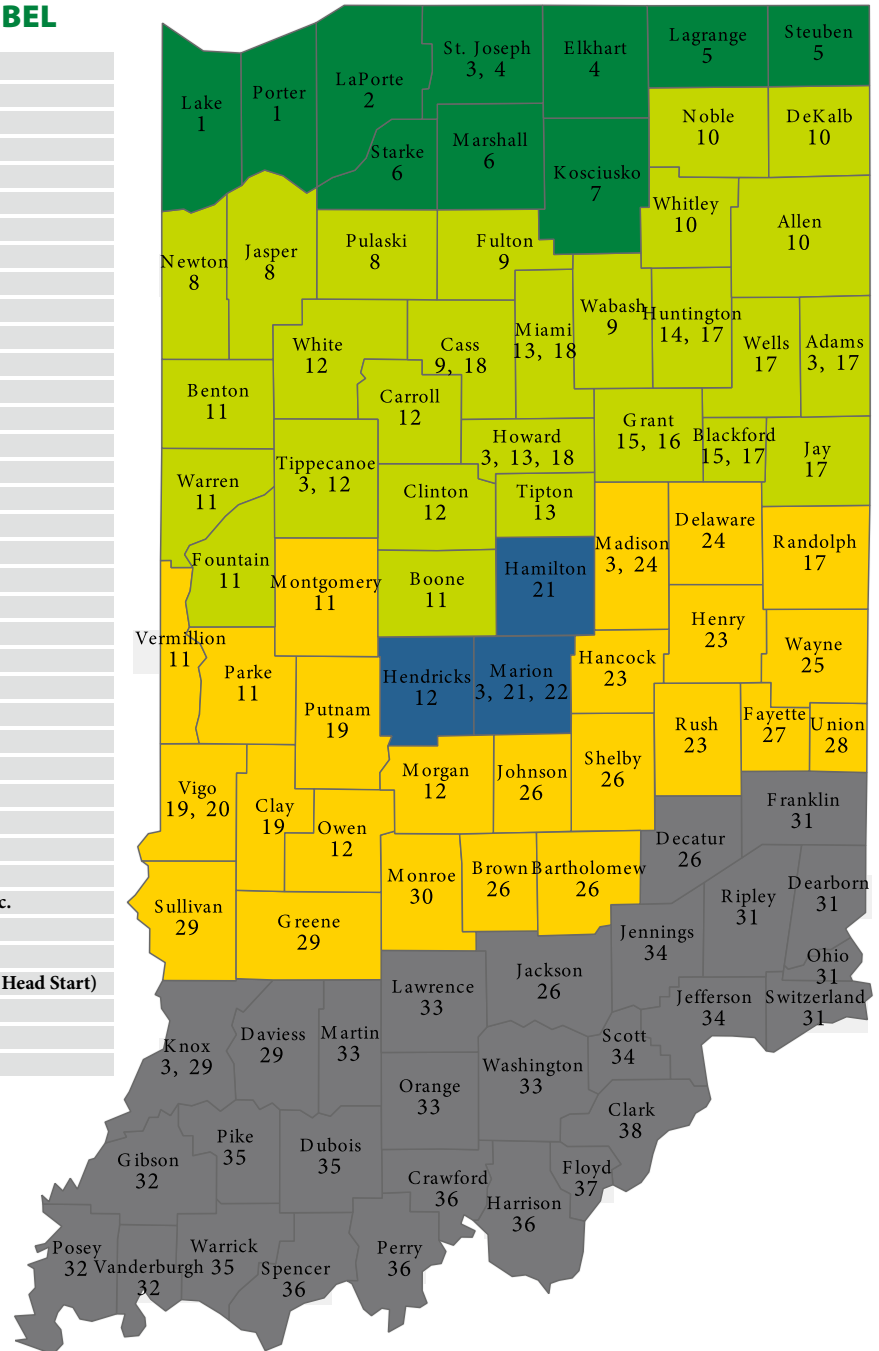 BEL
c.
Head Start)
Lake
1
Porter
1
LaPorte
2
St. Joseph
3, 4
Elkhart
4
Lagrange
5
Steuben
5
Starke
6
Marshall
6
Kosciusko
7
Noble
10
DeKalb
10
Whitley
10
Allen
10
Newton
8
Jasper
8
Pulaski
8
Fulton
9
White
12
Cass
9, 18
Miami
13, 18
Wabash
9
Huntington
14, 17
Wells
17
Adams
3, 17
Benton
11
Carroll
12
Howard
3, 13, 18
Grant
15, 16
Blackford
15, 17
Jay
17
Warren
11
Tippecanoe
3, 12
Clinton
12
Tipton
13
Fountain
11
Montgomery
11
Boone
11
Hamilton
21
Madison
3, 24
Delaware
24
Randolph
17
Vermillion
11
Parke
11
Putnam
19
Hendricks
12
Marion
3, 21, 22
Hancock
23
Henry
23
Wayne
25
Rush
23
Fayette
27
Union
28
Vigo
19, 20
Clay
19
Owen
12
Morgan
12
Johnson
26
Shelby
26
Franklin
31
Decatur
26
Sullivan
29
Greene
29
Monroe
30
Brown
26
Bartholomew
26
Ripley
31
Dearborn
31
Jennings
34
Ohio
31
Lawrence
33
Jackson
26
Jefferson
34
Switzerland
31
Knox
3, 29
Daviess
29
Martin
33
Orange
33
Washington
33
Scott
34
Clark
38
Gibson
32
Pike
35
Dubois
35
Crawford
36
Harrison
36
Floyd
37
Posey
32
Vanderburgh
32
Warrick
35
Spencer
36
Perry
36